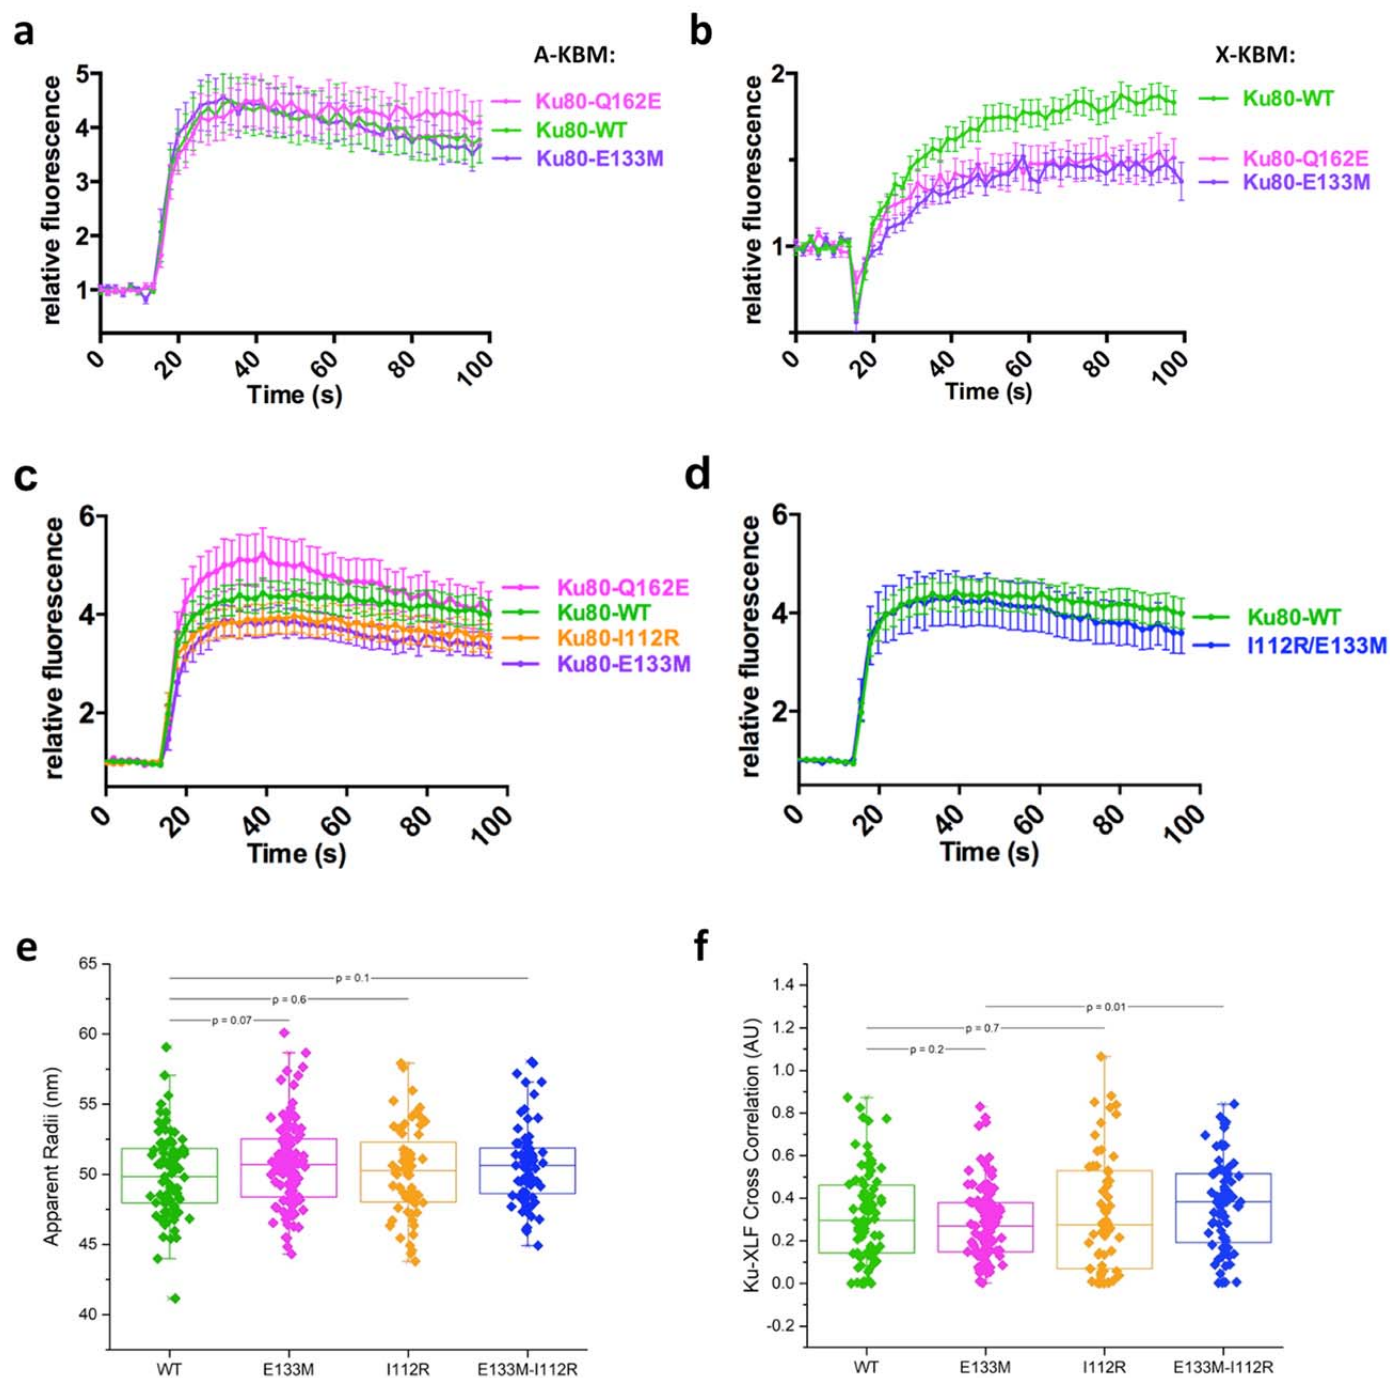 a
A-KBM:
relative fluorescence
5
4
3
2
1
Ku80-Q162E
Ku80-WT
Ku80-E133M
0 20 40 60 80 100
Time (s)
b
X-KBM:
relative fluorescence
2
1
Ku80-WT
Ku80-Q162E
Ku80-E133M
0 20 40 60 80 100
Time (s)
c
relative fluorescence
6
4
2
Ku80-Q162E
Ku80-WT
Ku80-I112R
Ku80-E133M
0 20 40 60 80 100
Time (s)
d
relative fluorescence
6
4
2
Ku80-WT
I112R/E133M
0 20 40 60 80 100
Time (s)
e
Apparent Radii (nm)
65
60
55
50
45
40
p = 0.1
p = 0.6
p = 0.07
WT E133M I112R E133M-I112R
f
Ku-XLF Cross Correlation (AU)
1.4
1.2
1.0
0.8
0.6
0.4
0.2
0.0
-0.2
p = 0.01
p = 0.7
p = 0.2
WT E133M I112R E133M-I112R